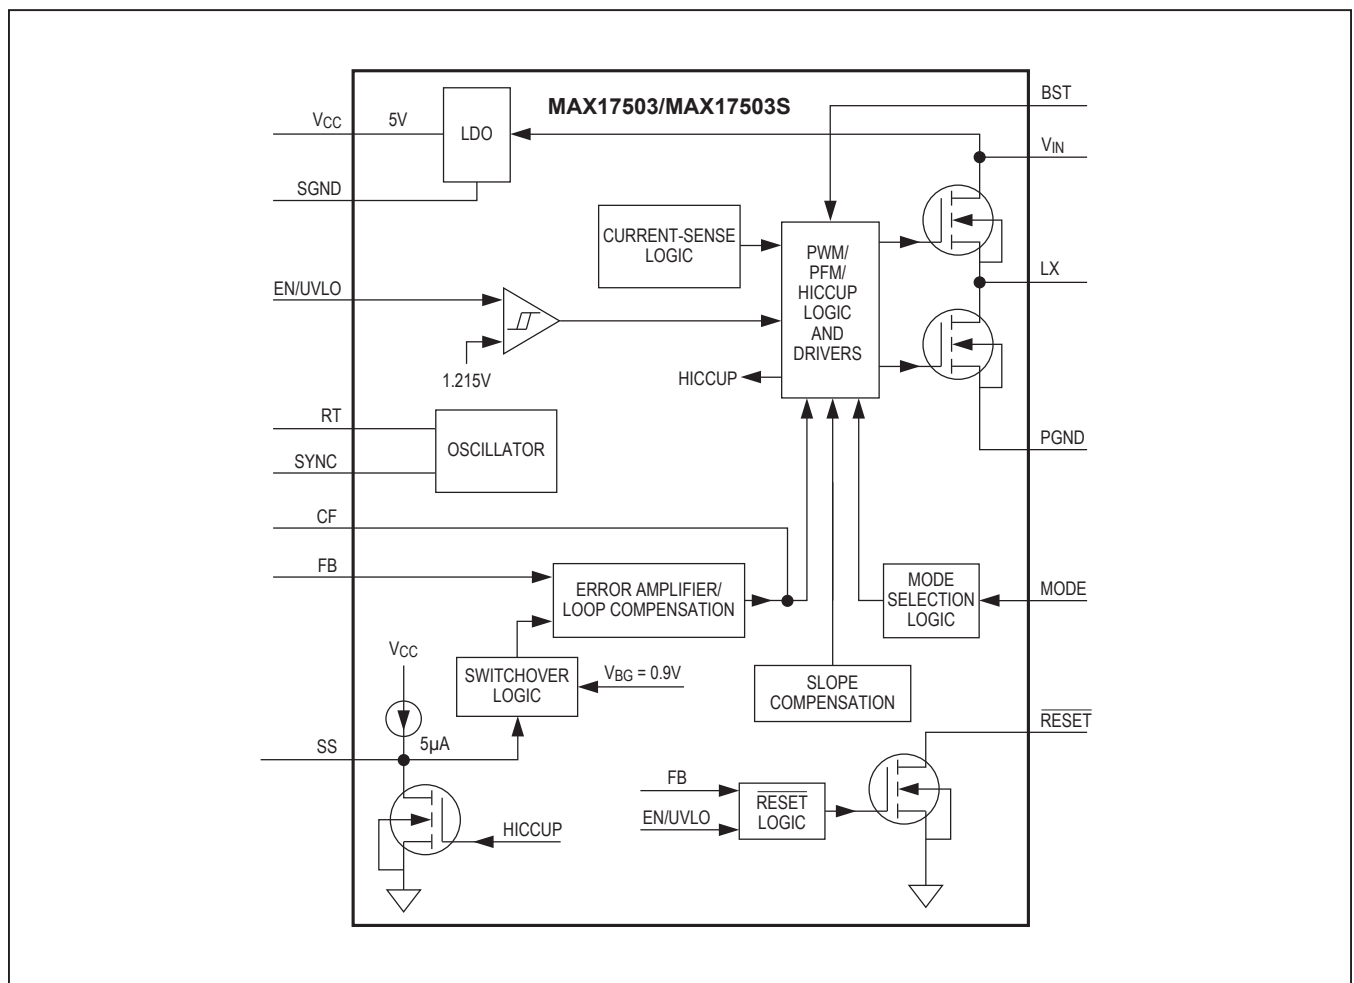 MAX17503/MAX17503S
BST
VCC
5V
LDO
VIN
SGND
CURRENT-SENSE
LOGIC
PWM/
PFM/
HICCUP
LOGIC
AND
DRIVERS
LX
EN/UVLO
1.215V
HICCUP
RT
OSCILLATOR
SYNC
PGND
CF
FB
ERROR AMPLIFIER/
LOOP COMPENSATION
MODE
SELECTION
LOGIC
MODE
VCC
SWITCHOVER
LOGIC
VBG = 0.9V
SLOPE
COMPENSATION
RESET
SS
5µA
FB
EN/UVLO
RESET
LOGIC
HICCUP